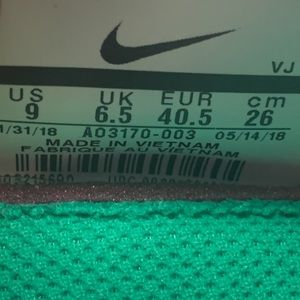 VJ
US UK EUR cm
9 6.5 40.5 26
1/31/18 AO3170-003 05/14/18
MADE IN VIETNAM
FABRIQUE AU VIETNAM